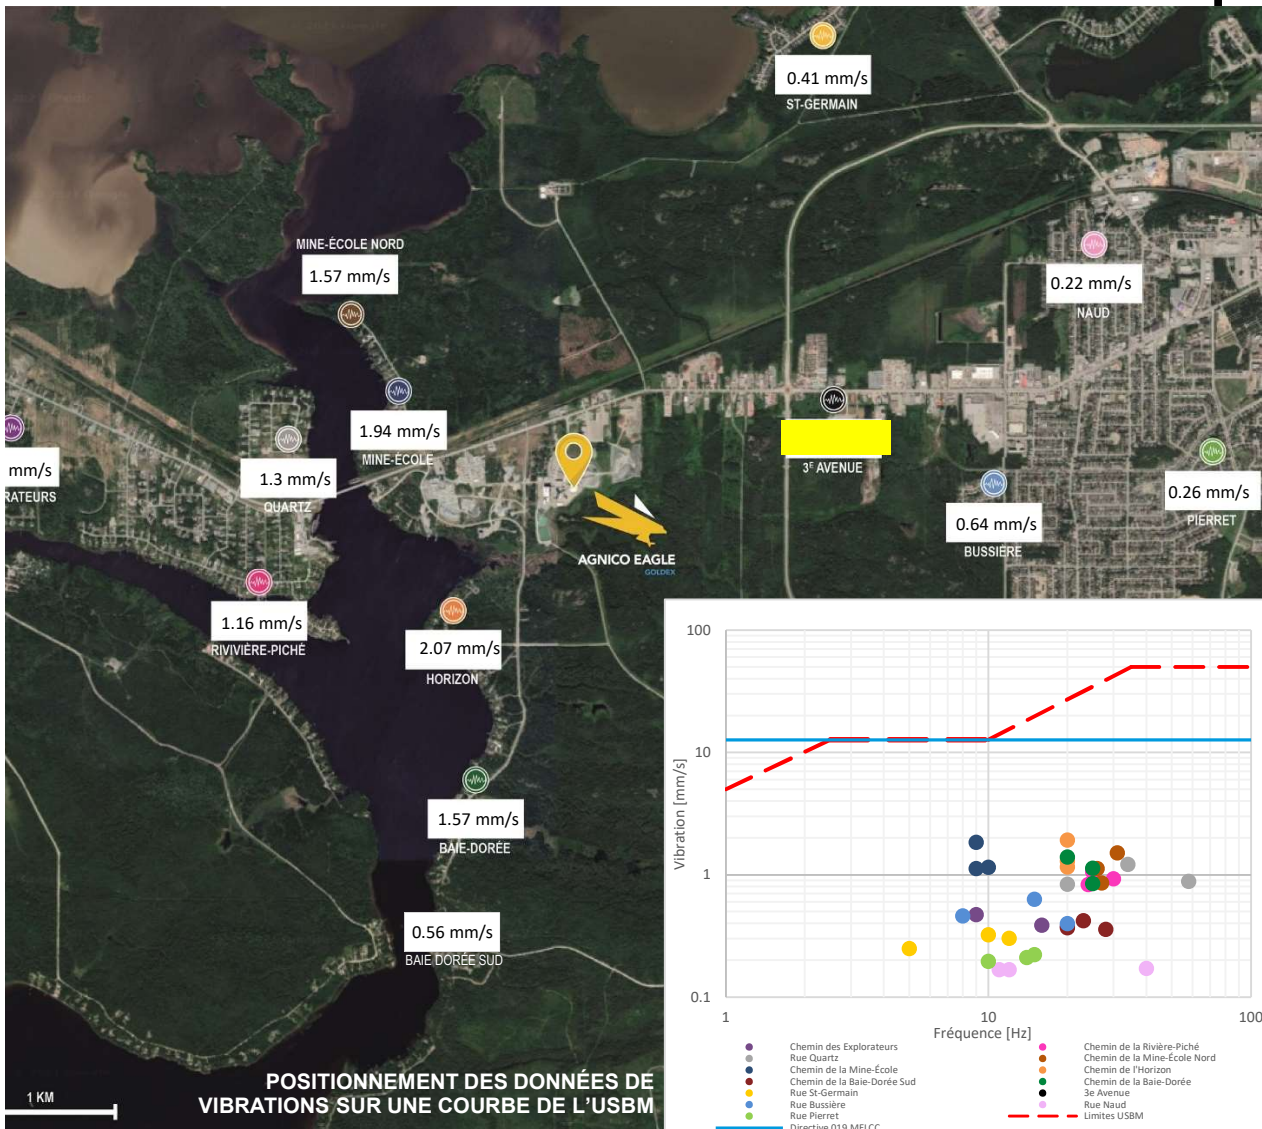 0.41 mm/s
ST-GERMAIN
MINE-ÉCOLE NORD
1.57 mm/s
0.22 mm/s
NAUD
1.94 mm/s
MINE-ÉCOLE
mm/s
RATEURS
1.3 mm/s
QUARTZ
3E AVENUE
0.26 mm/s
PIERRET
0.64 mm/s
BUSSIÈRE
AGNICO EAGLE
GOLDEX
1.16 mm/s
RIVIVIÈRE-PICHÉ
2.07 mm/s
HORIZON
1.57 mm/s
BAIE-DORÉE
0.56 mm/s
BAIE DORÉE SUD
POSITIONNEMENT DES DONNÉES DE
VIBRATIONS SUR UNE COURBE DE L'USBM
1 KM
100
10
1
0.1
Vibration [mm/s]
1
10
100
Fréquence [Hz]
Chemin des Explorateurs
Chemin de la Rivière-Piché
Rue Quartz
Chemin de la Mine-École Nord
Chemin de la Mine-École
Chemin de l'Horizon
Chemin de la Baie-Dorée Sud
Chemin de la Baie-Dorée
Rue St-Germain
3e Avenue
Rue Bussière
Rue Naud
Rue Pierret
Limites USBM
Directive 019 MELCC